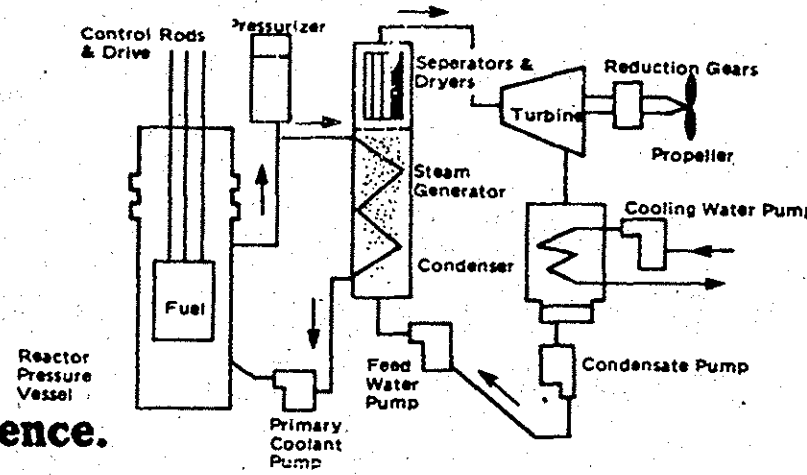 Control Rods
& Drive
Pressurizer
Seperators &
Dryers
Reduction Gears
Turbine
Propeller
Steam
Generator
Cooling Water Pump
Condenser
Fuel
Reactor
Pressure
Vessel
Feed
Water
Pump
Condensate Pump
Primary
Coolant
Pump
ence.